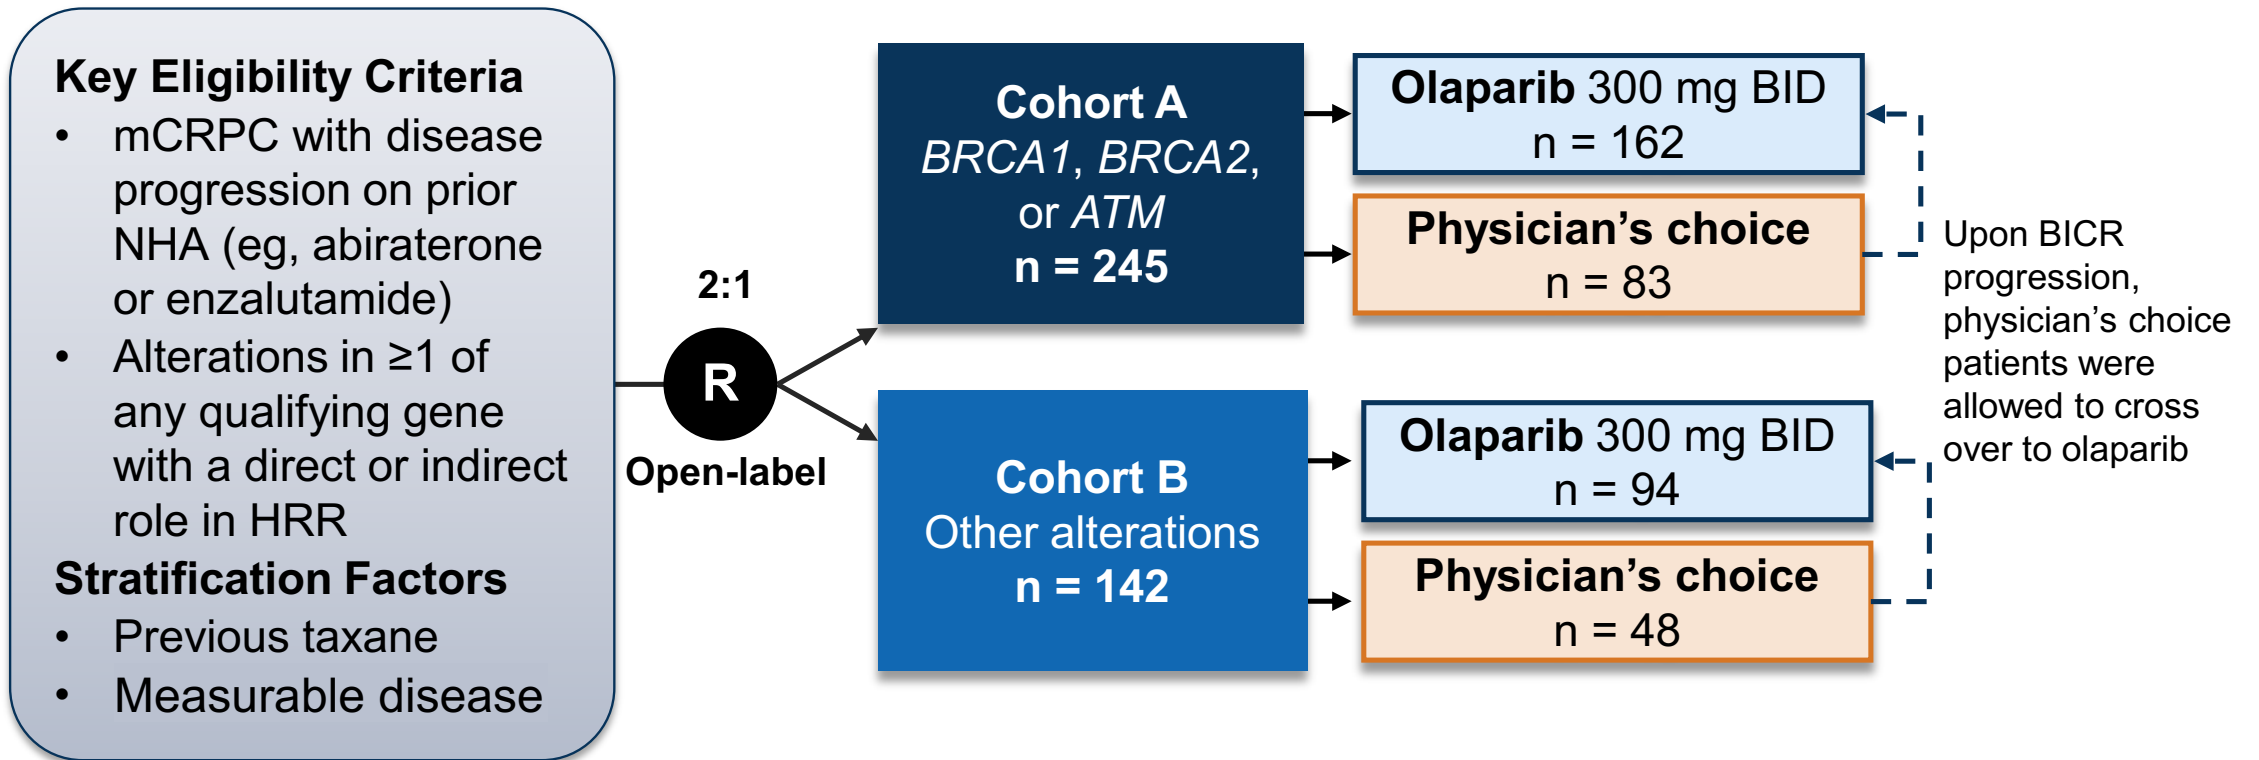 Key Eligibility Criteria
• mCRPC with disease
progression on prior
NHA (eg, abiraterone
or enzalutamide)
• Alterations in ≥1 of
any qualifying gene
with a direct or indirect
role in HRR
Stratification Factors
• Previous taxane
• Measurable disease
2:1
R
Open-label
Cohort A
BRCA1, BRCA2,
or ATM
n = 245
Olaparib 300 mg BID
n = 162
Physician’s choice
n = 83
Cohort B
Other alterations
n = 142
Olaparib 300 mg BID
n = 94
Physician’s choice
n = 48
Upon BICR
progression,
physician’s choice
patients were
allowed to cross
over to olaparib